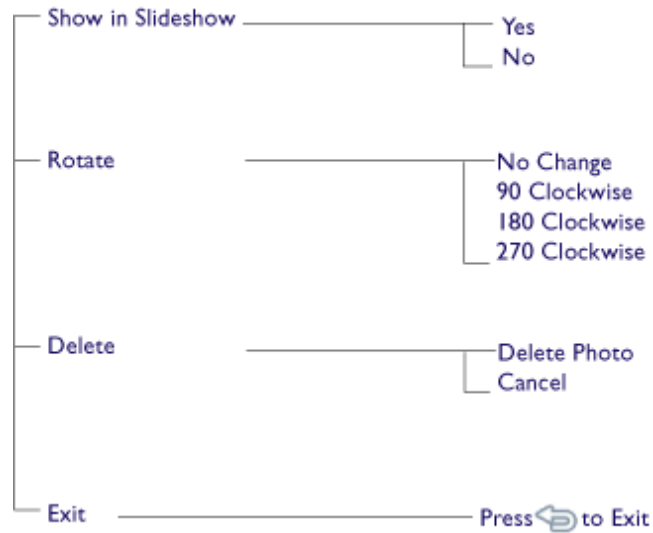 Show in Slideshow
Yes
No
Rotate
No Change
90 Clockwise
180 Clockwise
270 Clockwise
Delete
Delete Photo
Cancel
Exit
Press to Exit